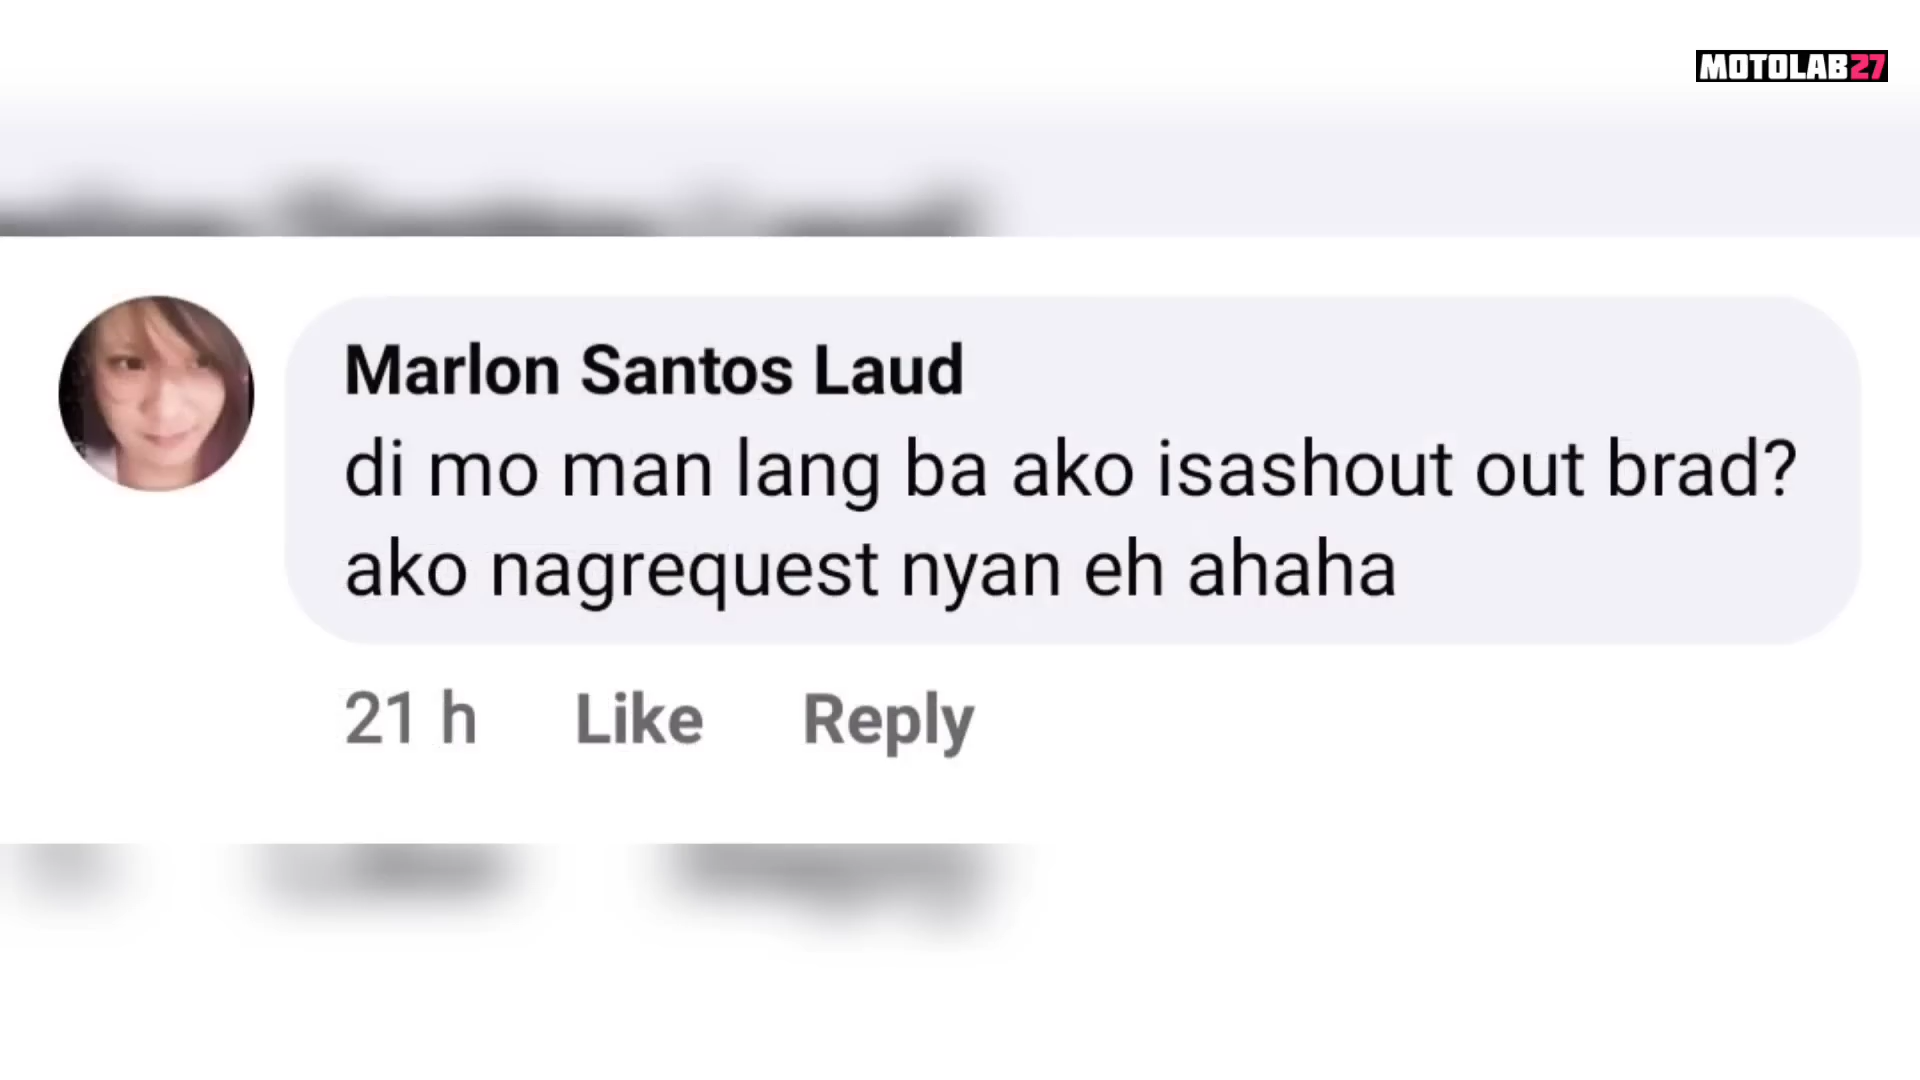 MOTOLAB27
Marlon Santos Laud
di mo man lang ba ako isashout out brad?
ako nagrequest nyan eh ahaha
21 h Like Reply